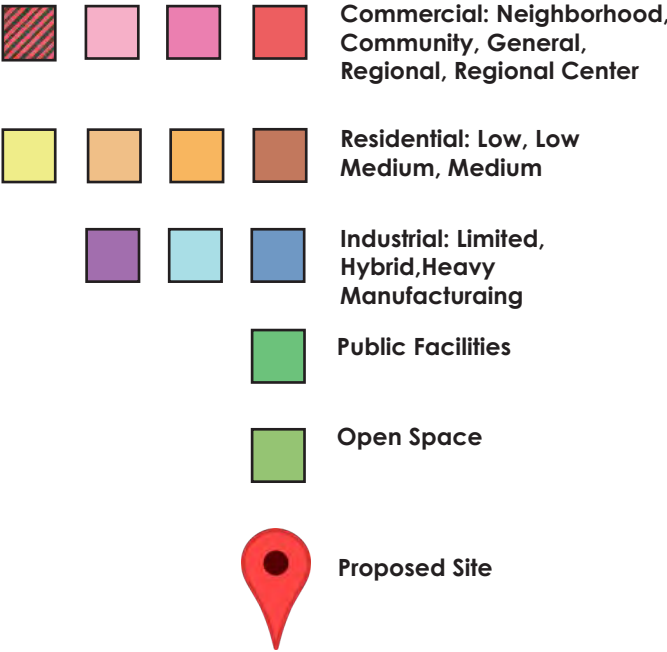 Commercial: Neighborhood,
Community, General,
Regional, Regional Center
Residential: Low, Low
Medium, Medium
Industrial: Limited,
Hybrid,Heavy
Manufacturaing
Public Facilities
Open Space
Proposed Site